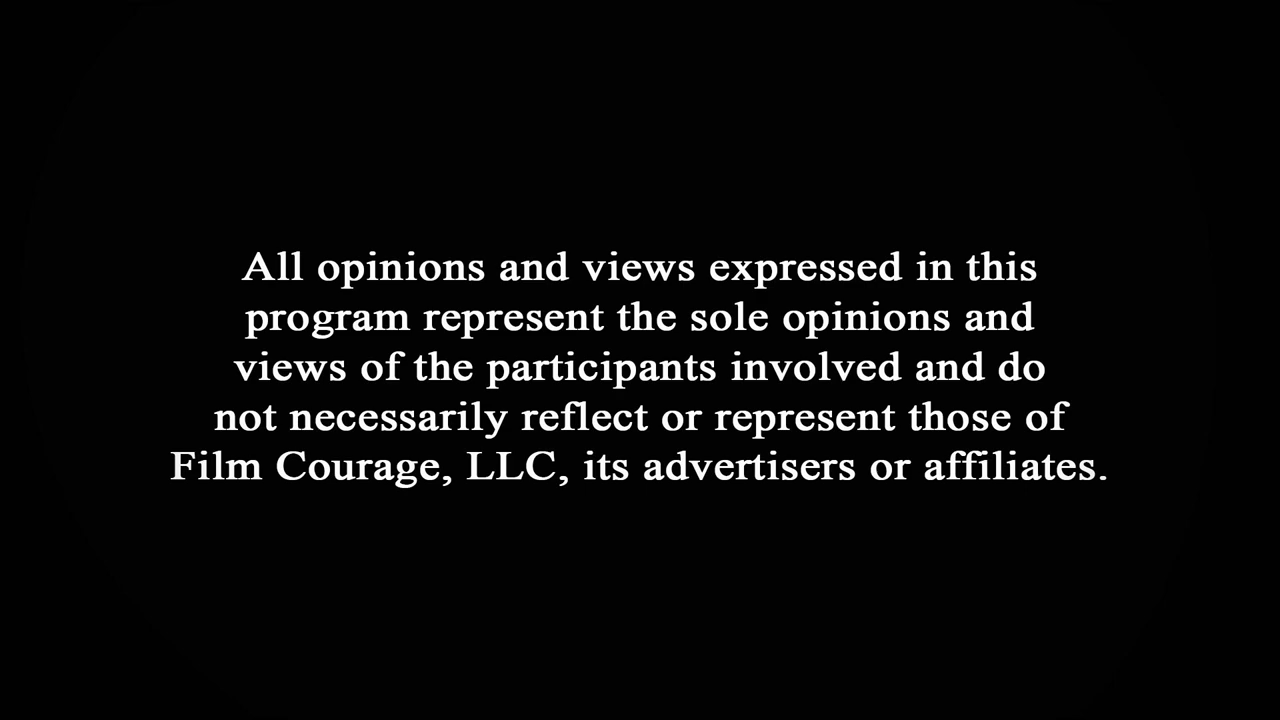 All opinions and views expressed in this
program represent the sole opinions and
views of the participants involved and do
not necessarily reflect or represent those of
Film Courage, LLC, its advertisers or affiliates.